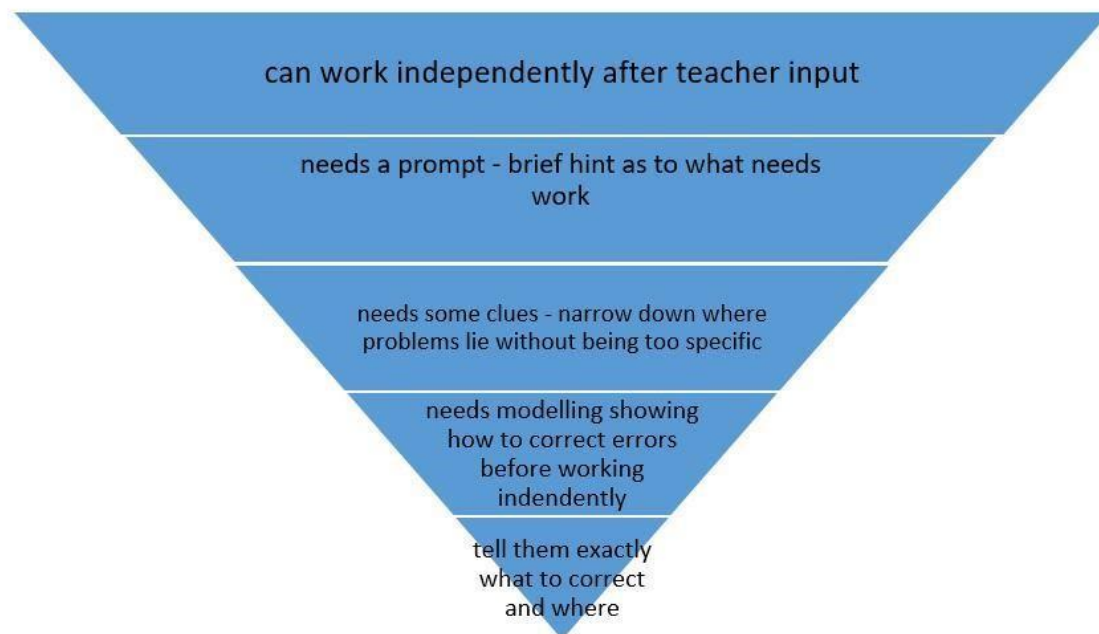 can work independently after teacher input
needs a prompt - brief hint as to what needs
work
needs some clues - narrow down where
problems lie without being too specific
needs modelling showing
how to correct errors
before working
indendently
tell them exactly
what to correct
and where